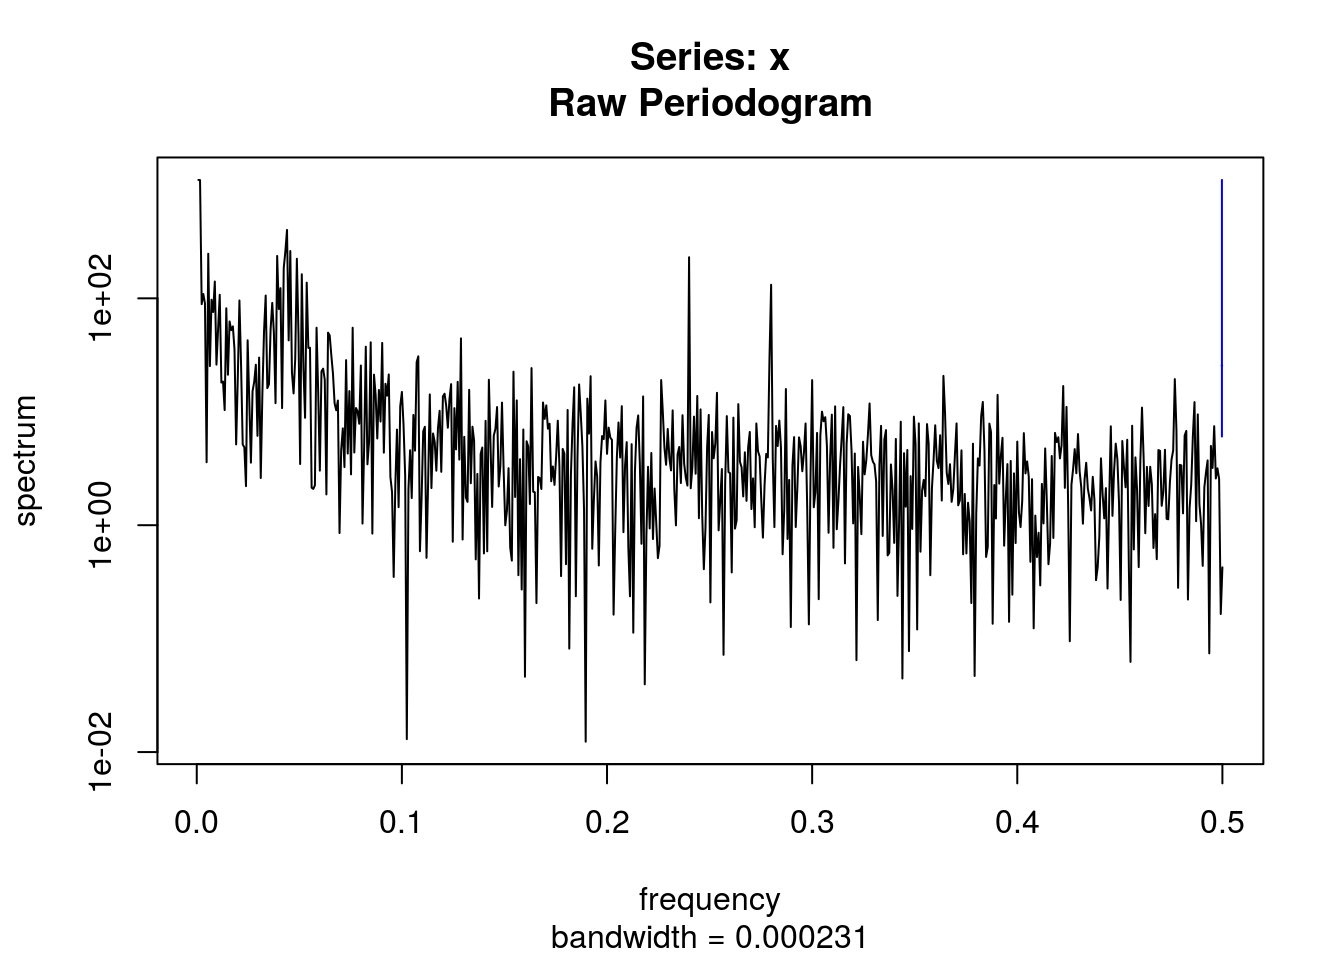 Series: x
Raw Periodogram
spectrum
1e+02
1e+00
1e-02
0.0 0.1 0.2 0.3 0.4 0.5
frequency
bandwidth = 0.000231